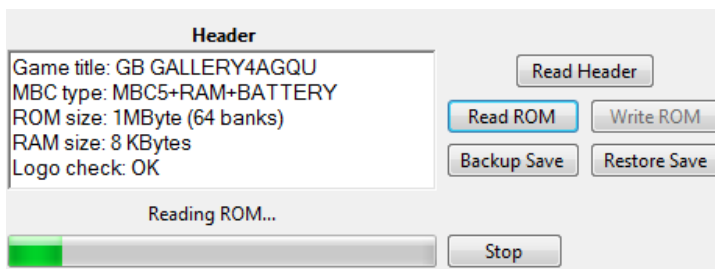 Header
Game title: GB GALLERY4AGQU
MBC type: MBC5+RAM+BATTERY
ROM size: 1MByte (64 banks)
RAM size: 8 KBytes
Logo check: OK
Read Header
Read ROM
Write ROM
Backup Save
Restore Save
Reading ROM...
Stop